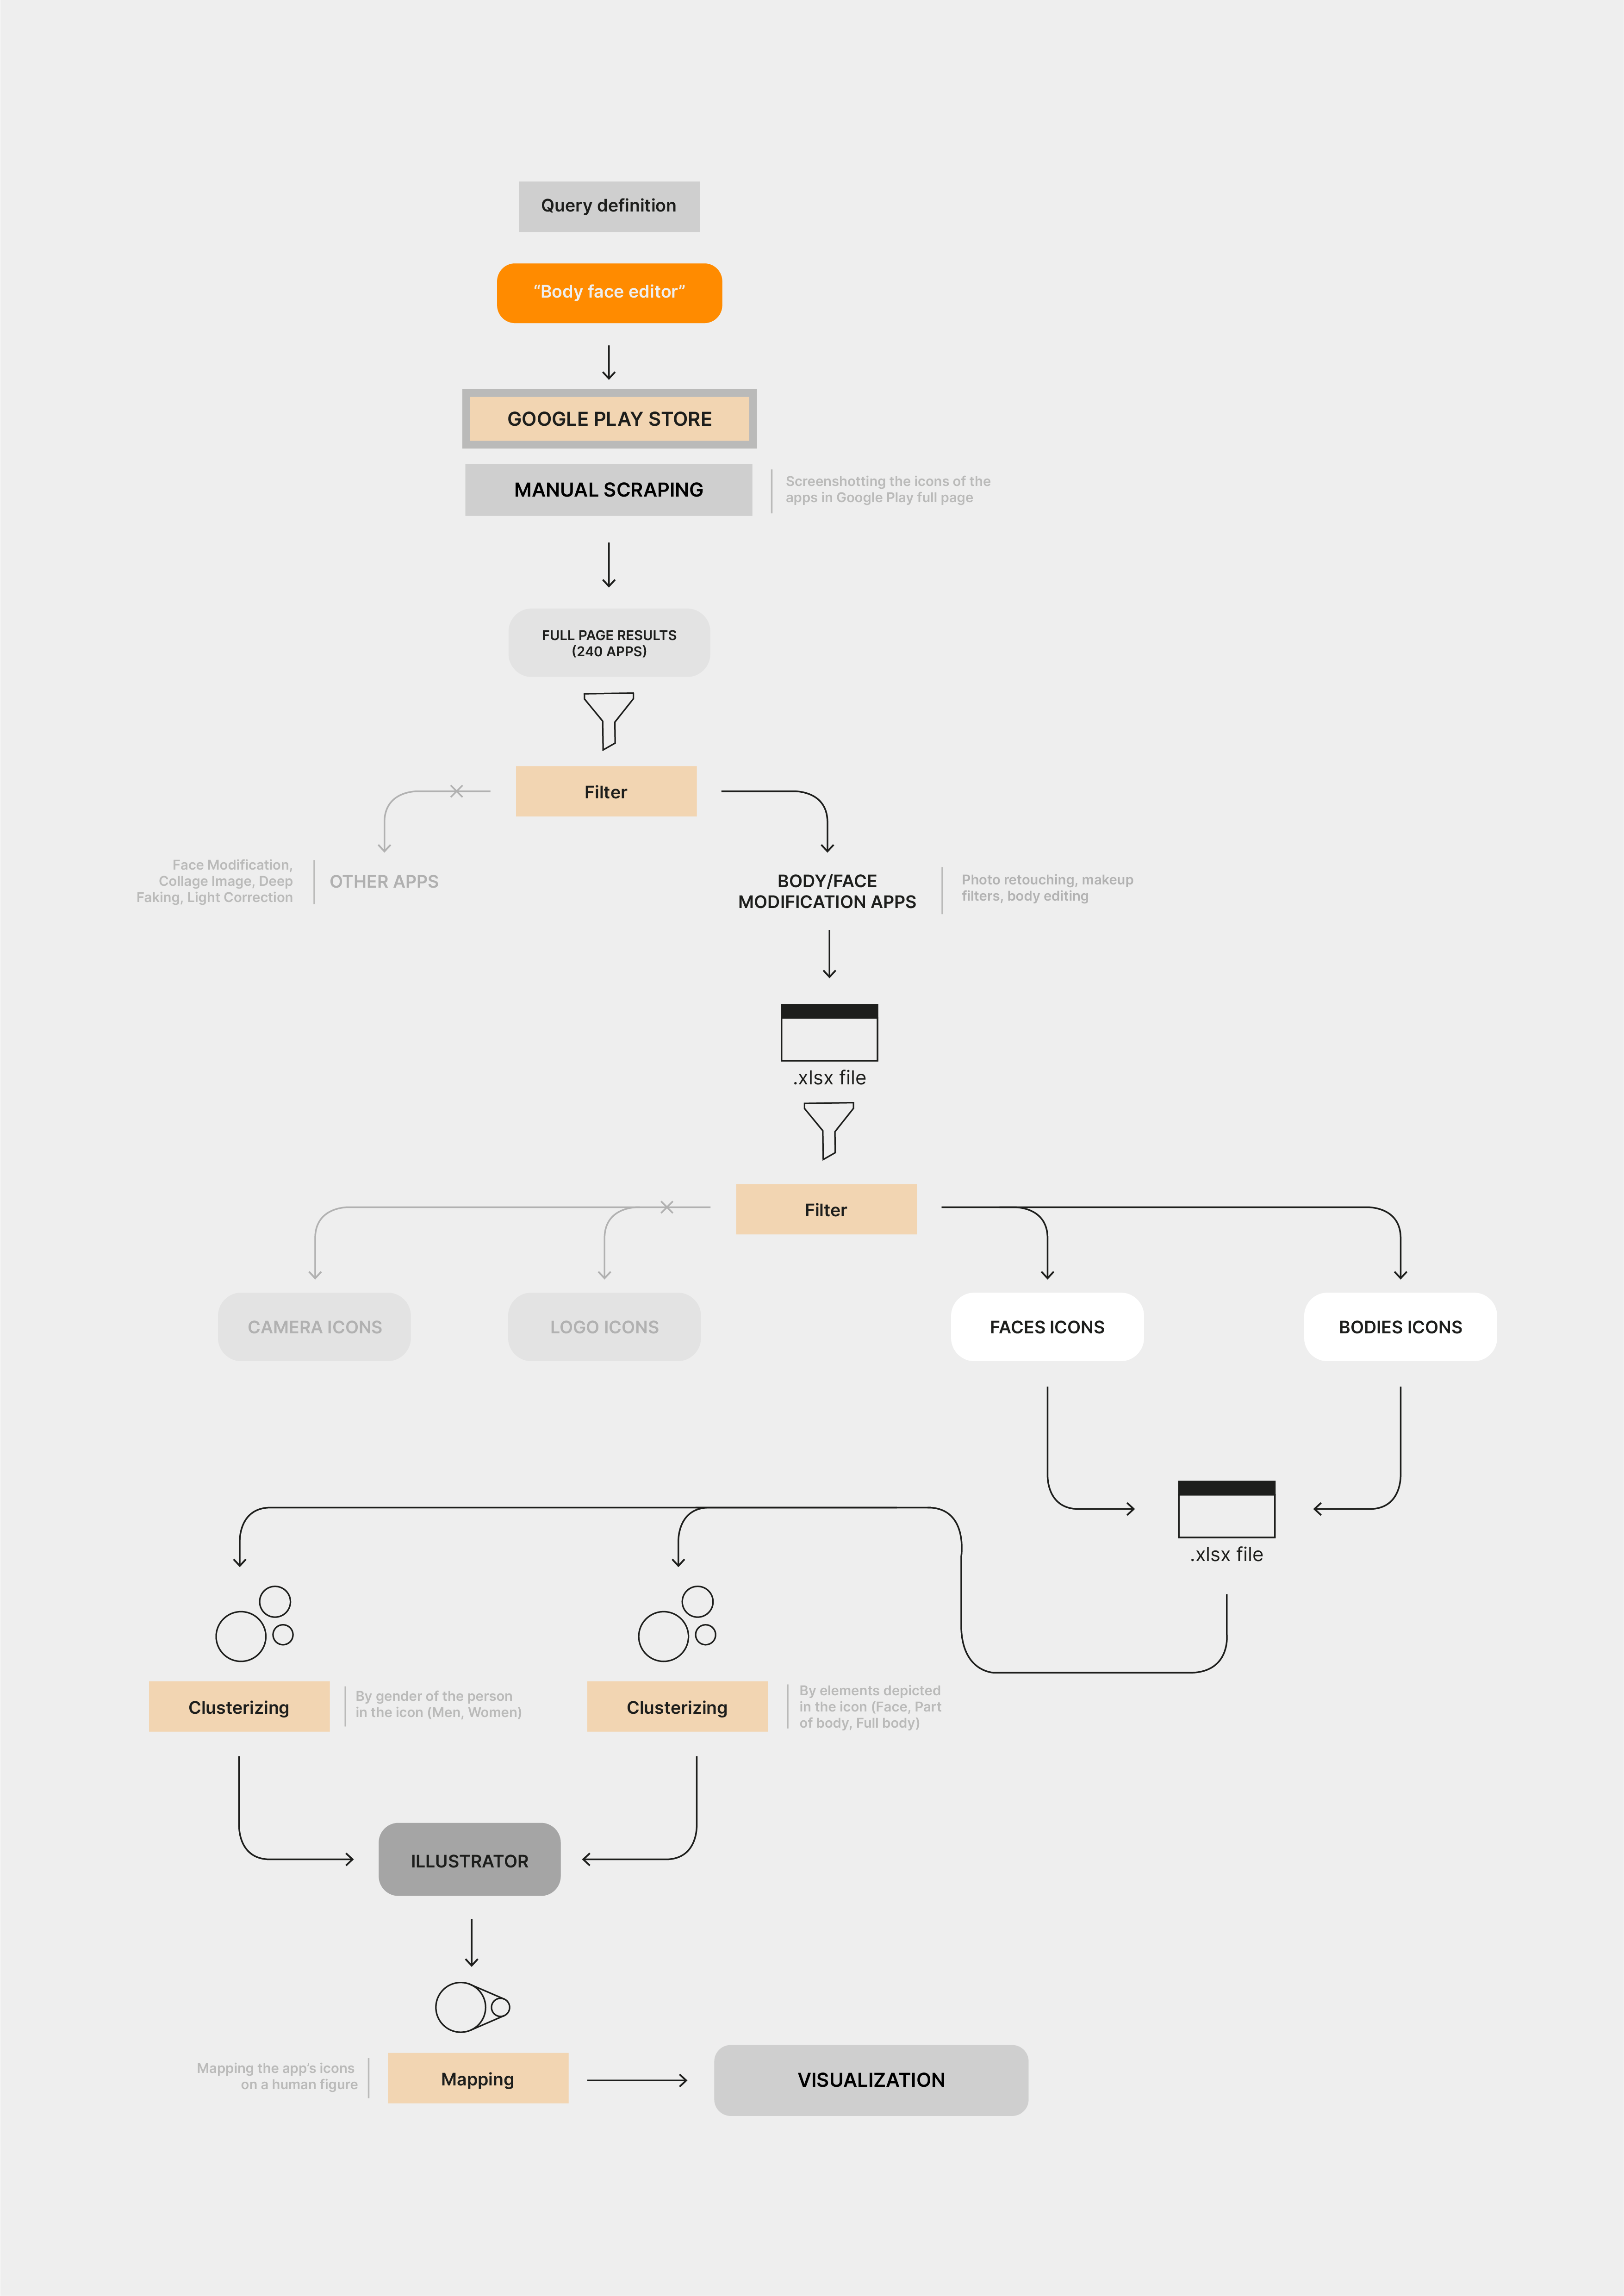 Query definition
“Body face editor”
GOOGLE PLAY STORE
MANUAL SCRAPING
Screenshotting the icons of the
apps in Google Play full page
FULL PAGE RESULTS
(240 APPS)
Filter
Face Modification,
Collage Image, Deep
Faking, Light Correction
OTHER APPS
BODY/FACE
MODIFICATION APPS
Photo retouching, makeup
filters, body editing
.xlsx file
Filter
CAMERA ICONS
LOGO ICONS
FACES ICONS
BODIES ICONS
.xlsx file
Clusterizing
By gender of the person
in the icon (Men, Women)
Clusterizing
By elements depicted
in the icon (Face, Part
of body, Full body)
ILLUSTRATOR
Mapping the app’s icons
on a human figure
Mapping
VISUALIZATION